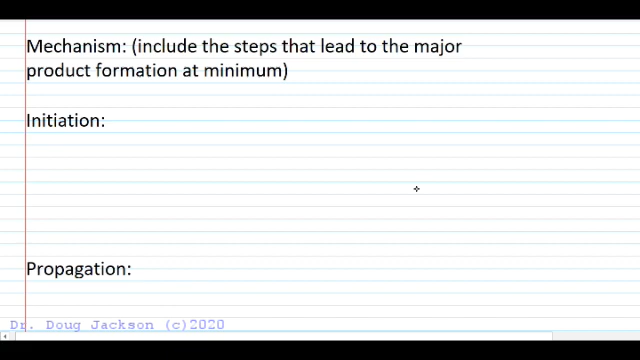 Mechanism: (include the steps that lead to the major
product formation at minimum)
Initiation:
Propagation:
Dr. Doug Jackson (c)2020